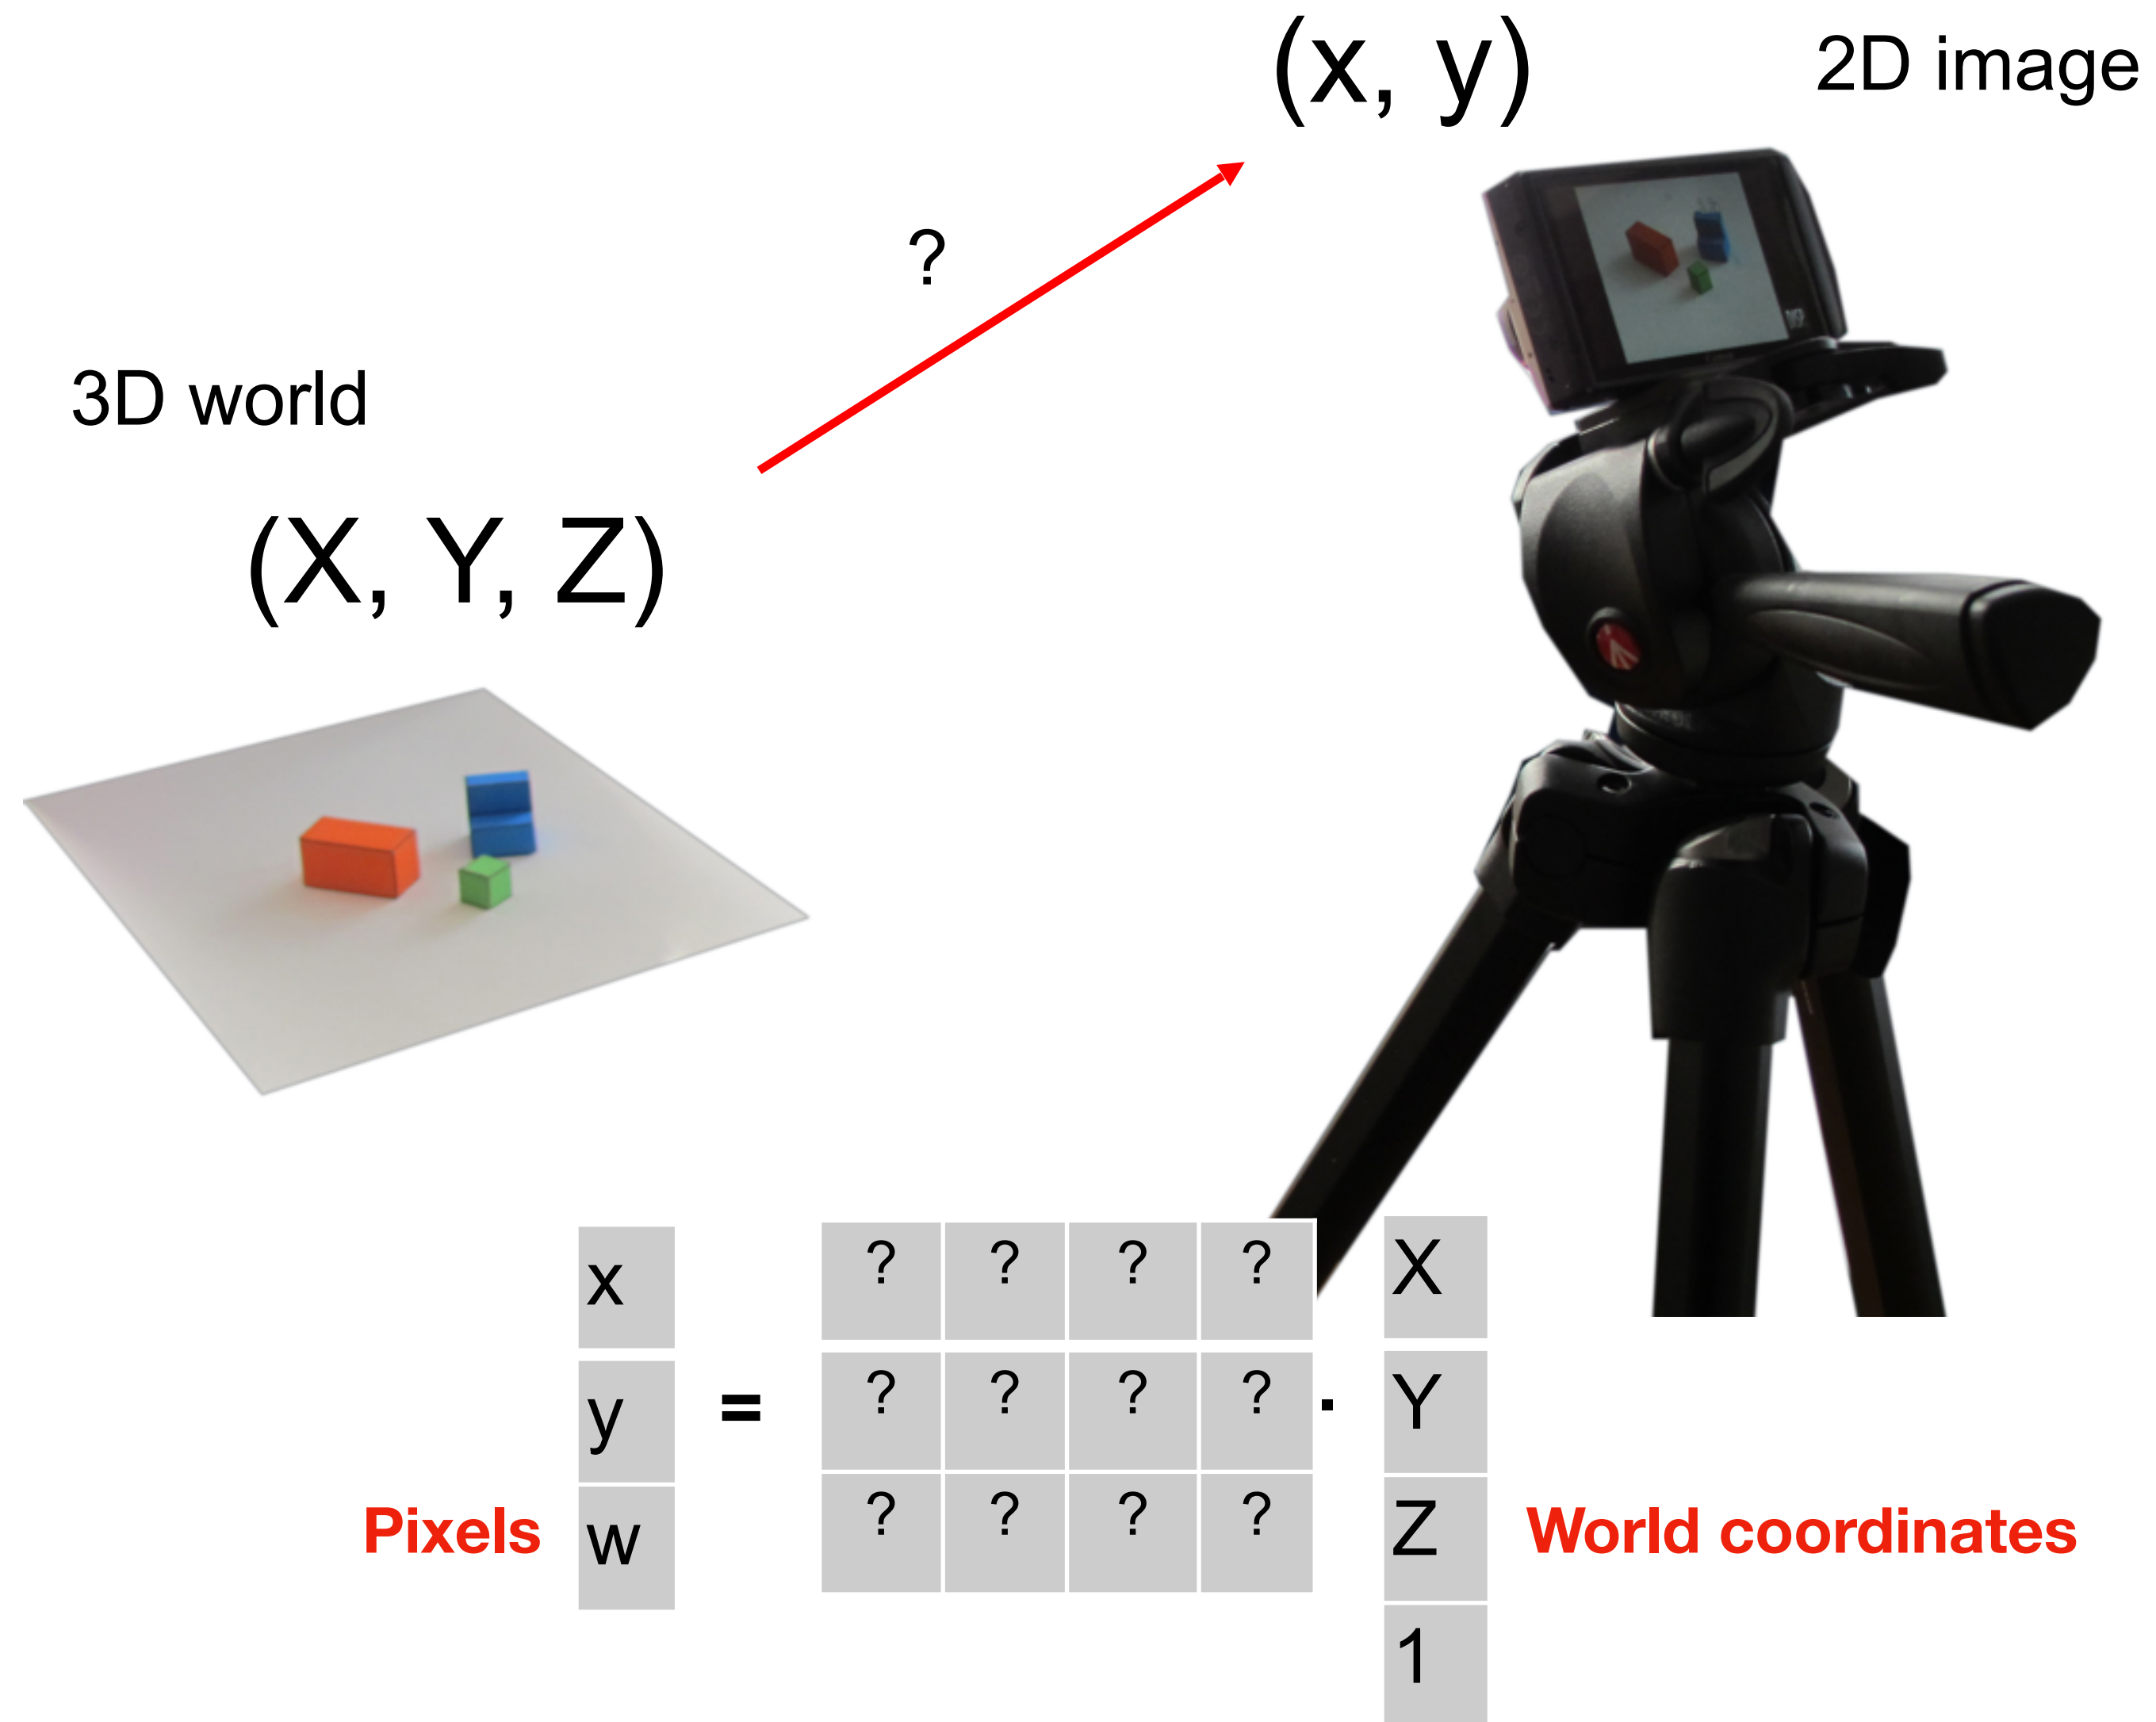 (x, y)
2D image
?
3D world
(X, Y, Z)
x = ? ? ? ? · X
y ? ? ? ? Y
w ? ? ? ? Z
1
Pixels
World coordinates